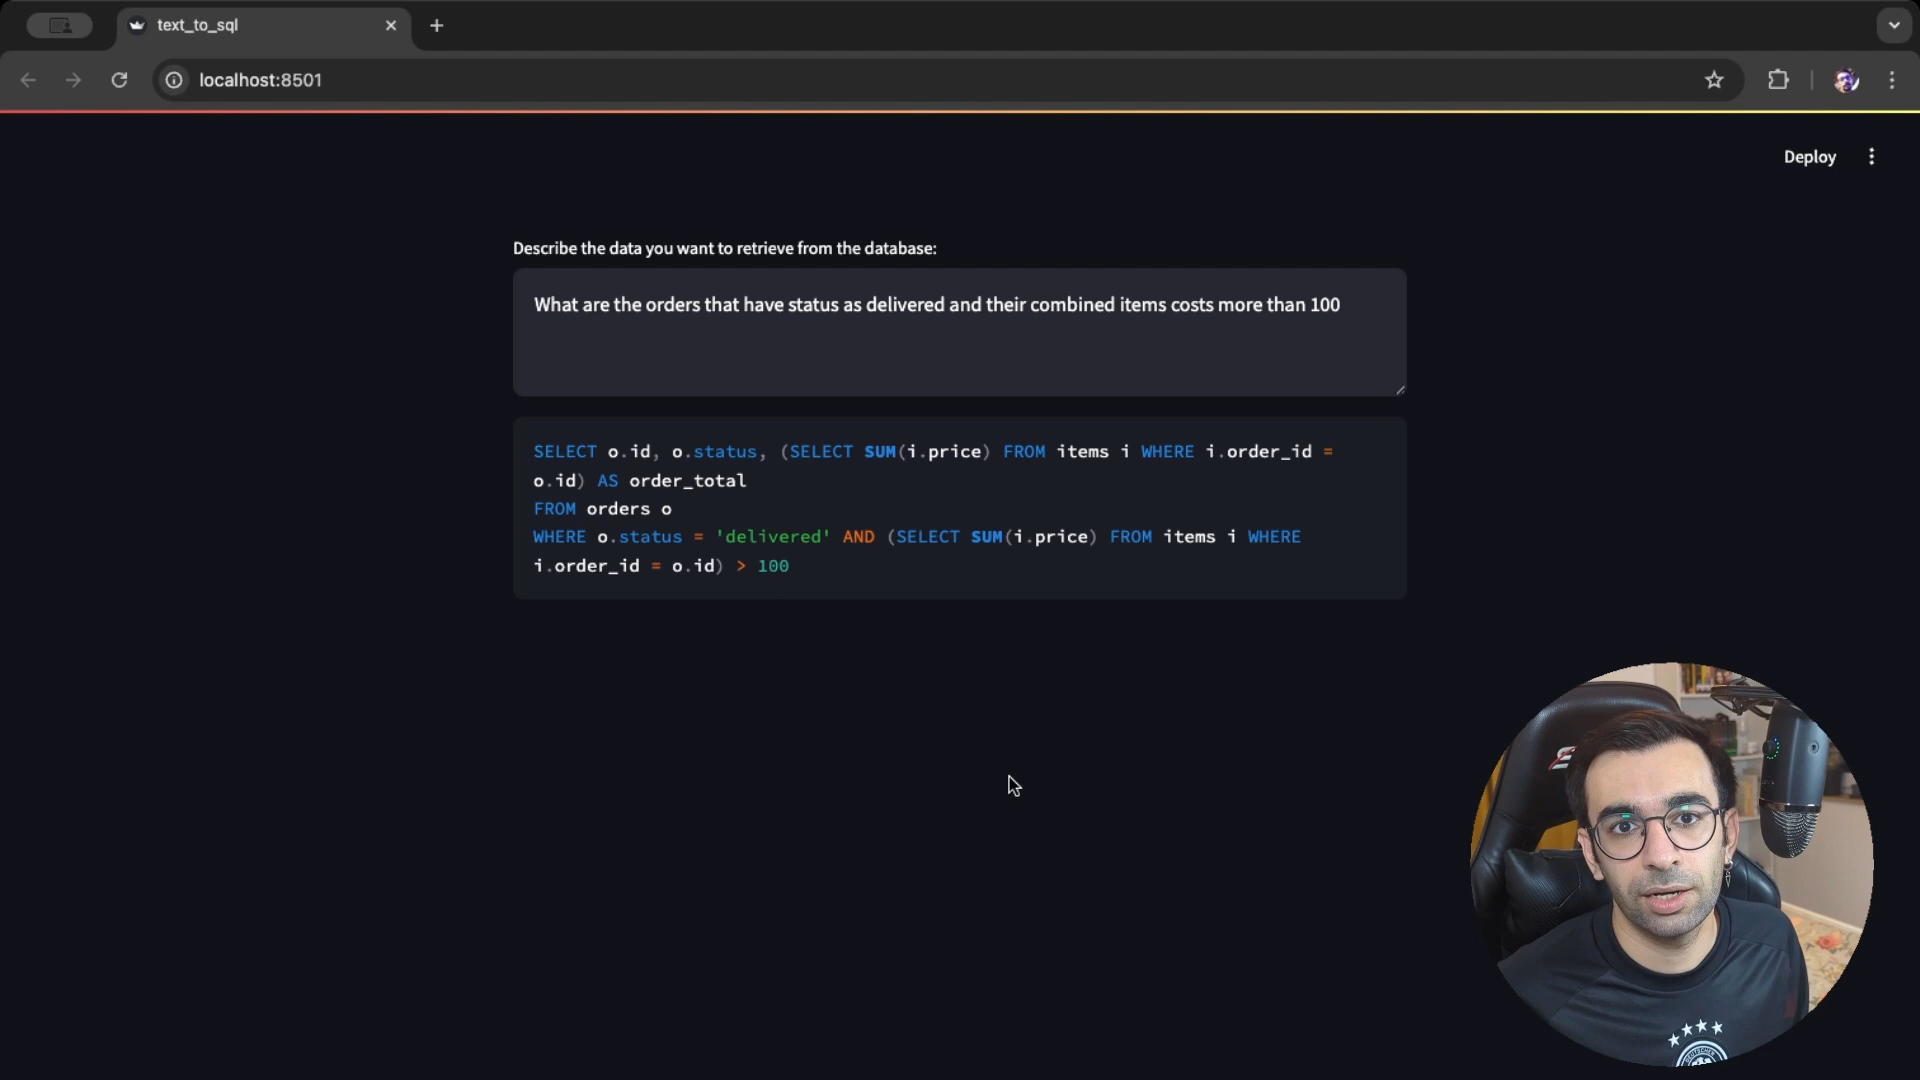 text_to_sql
localhost:8501
Deploy
Describe the data you want to retrieve from the database:
What are the orders that have status as delivered and their combined items costs more than 100
SELECT o.id, o.status, (SELECT SUM(i.price) FROM items i WHERE i.order_id =
o.id) AS order_total
FROM orders o
WHERE o.status = 'delivered' AND (SELECT SUM(i.price) FROM items i WHERE
i.order_id = o.id) > 100
DEUTSCHER